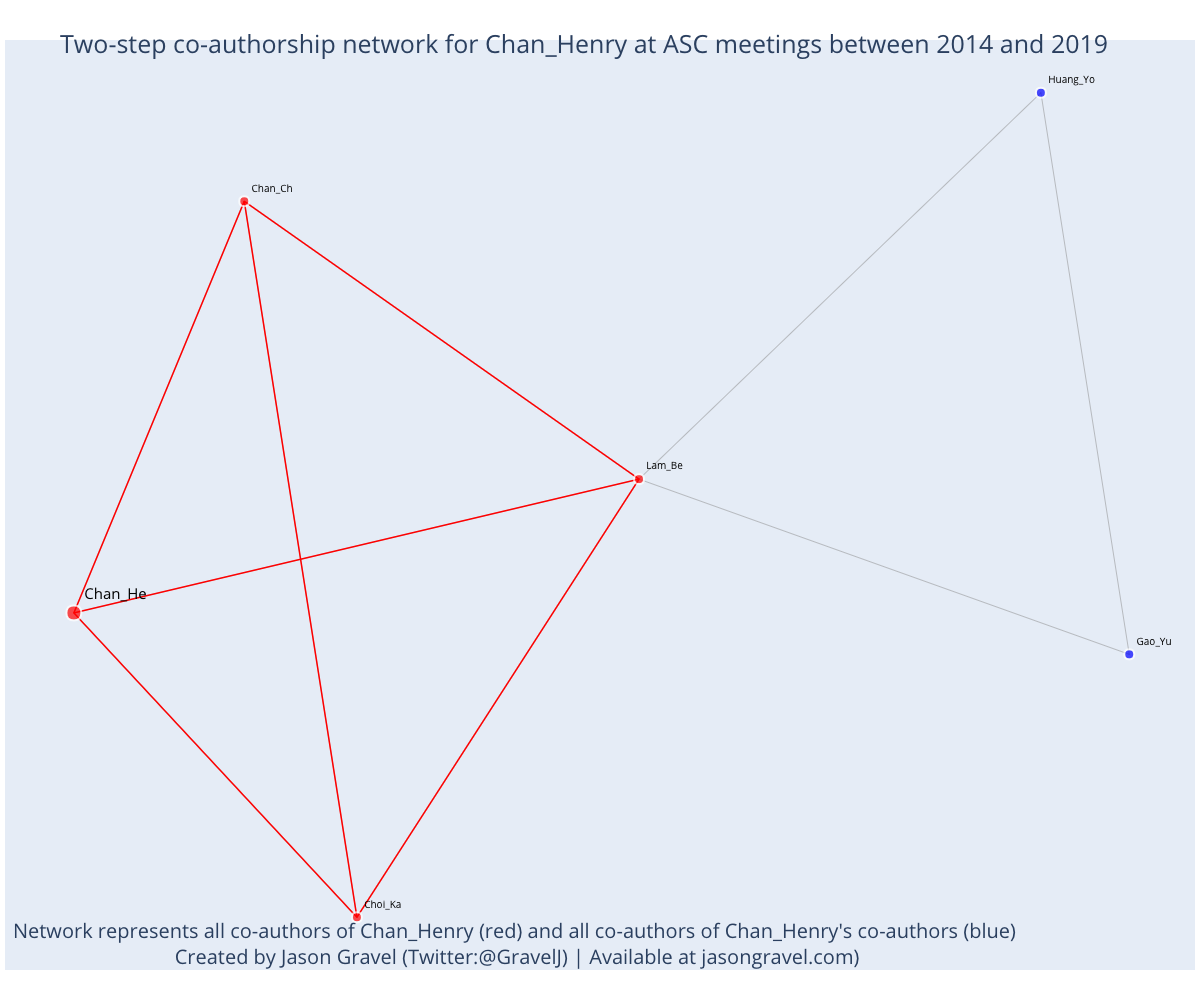 Two-step co-authorship network for Chan_Henry at ASC meetings between 2014 and 2019
Huang_Yo
Chan_Ch
Lam_Be
Chan_He
Gao_Yu
Choi_Ka
Network represents all co-authors of Chan_Henry (red) and all co-authors of Chan_Henry's co-authors (blue)
Created by Jason Gravel (Twitter:@GravelJ) | Available at jasongravel.com)